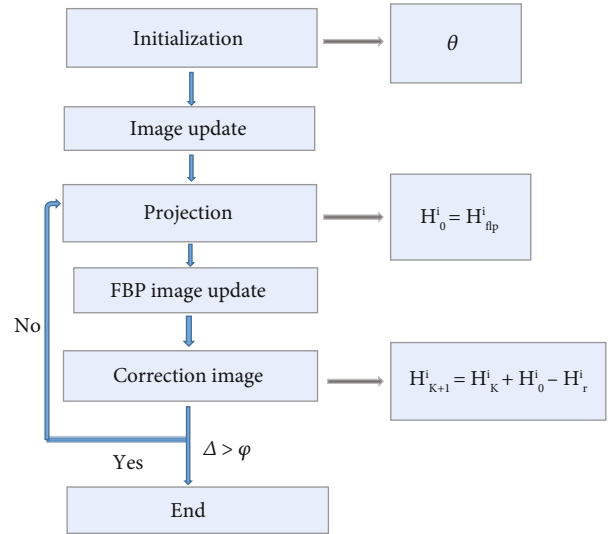 Initialization
θ
Image update
Projection
H^i_0 = H^i_flp
FBP image update
No
Correction image
H^i_K+1 = H^i_K + H^i_0 – H^i_r
Yes
Δ > φ
End